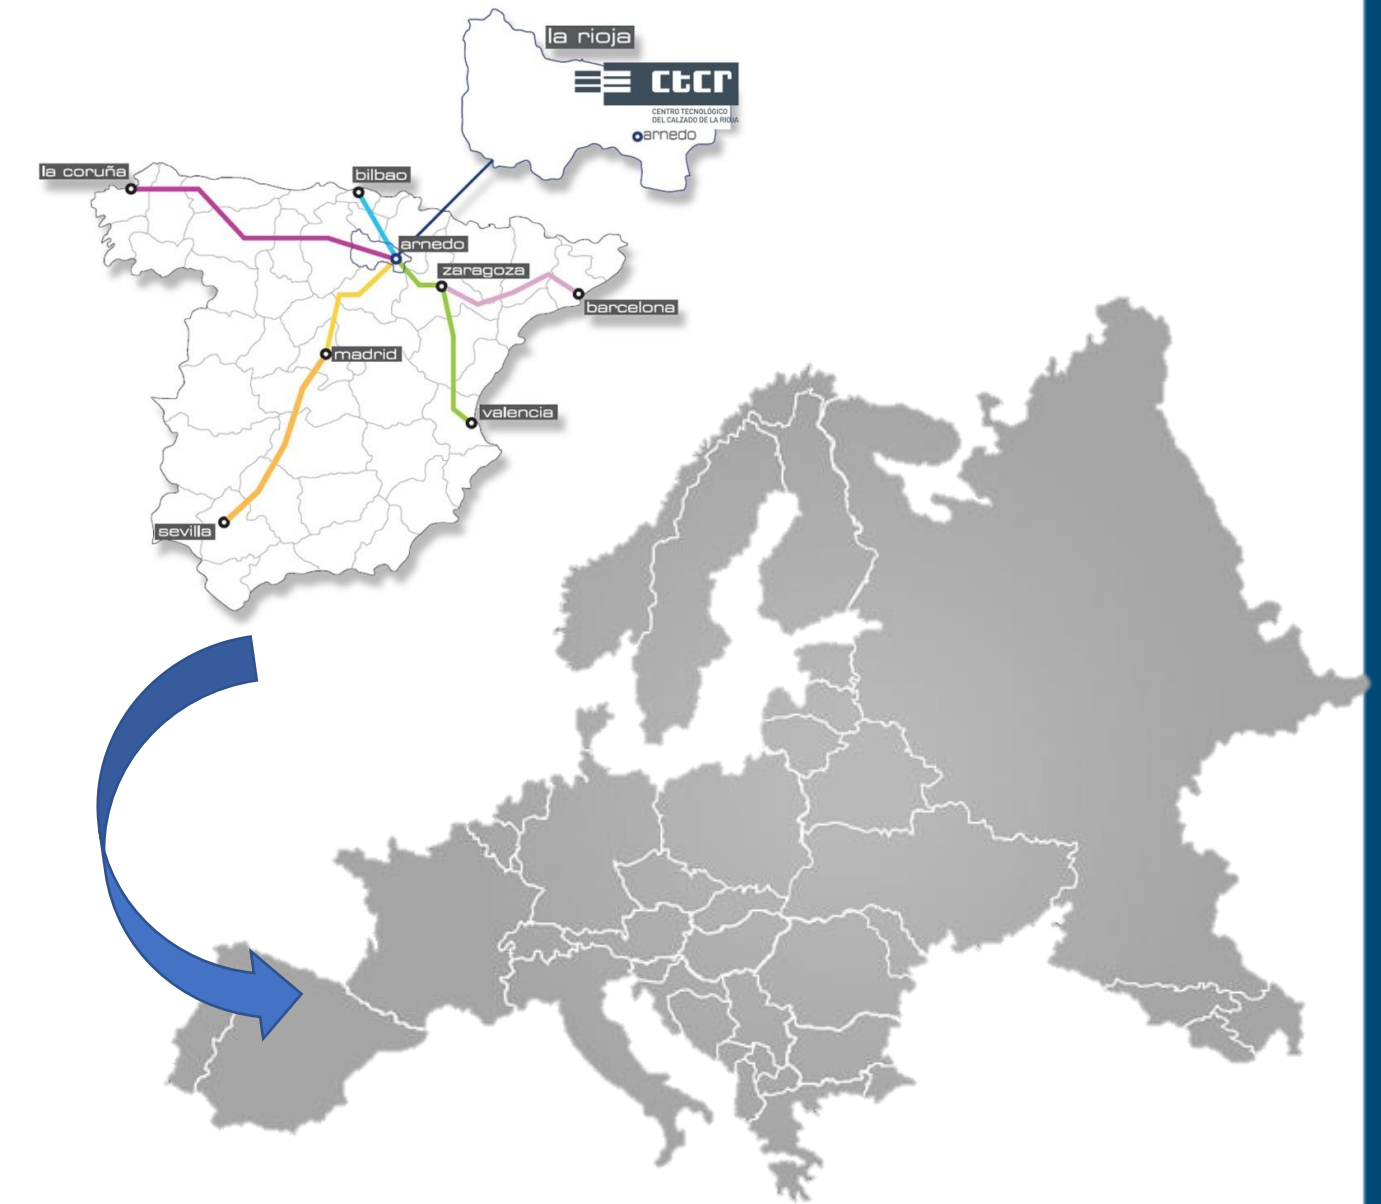 la rioja
ctcr
CENTRO TECNOLÓGICO
DEL CALZADO DE LA RIOJA
arnedo
la coruña
bilbao
arnedo
zaragoza
barcelona
madrid
valencia
sevilla